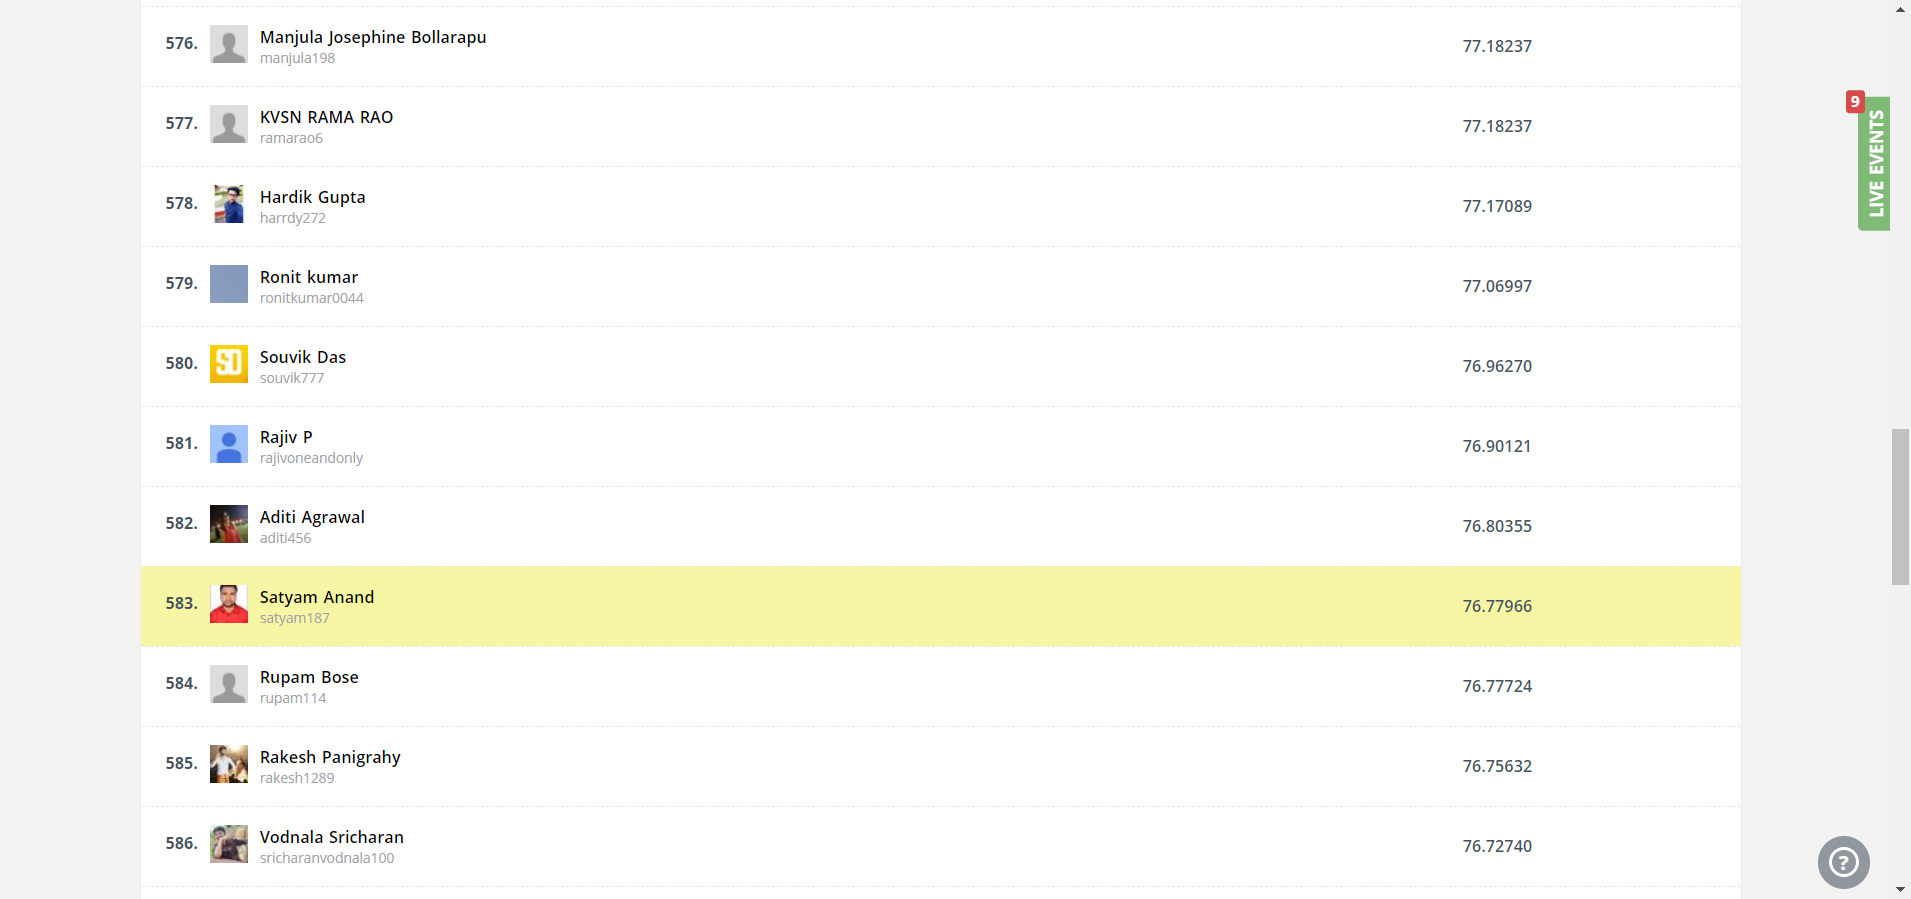 576.
Manjula Josephine Bollarapu
manjula198
77.18237
577.
KVSN RAMA RAO
ramarao6
77.18237
578.
Hardik Gupta
harrdy272
77.17089
579.
Ronit kumar
ronitkumar0044
77.06997
580.
SD
Souvik Das
souvik777
76.96270
581.
Rajiv P
rajivoneandonly
76.90121
582.
Aditi Agrawal
aditi456
76.80355
583.
Satyam Anand
satyam187
76.77966
584.
Rupam Bose
rupam114
76.77724
585.
Rakesh Panigrahy
rakesh1289
76.75632
586.
Vodnala Sricharan
sricharanvodnala100
76.72740
9
LIVE EVENTS
?